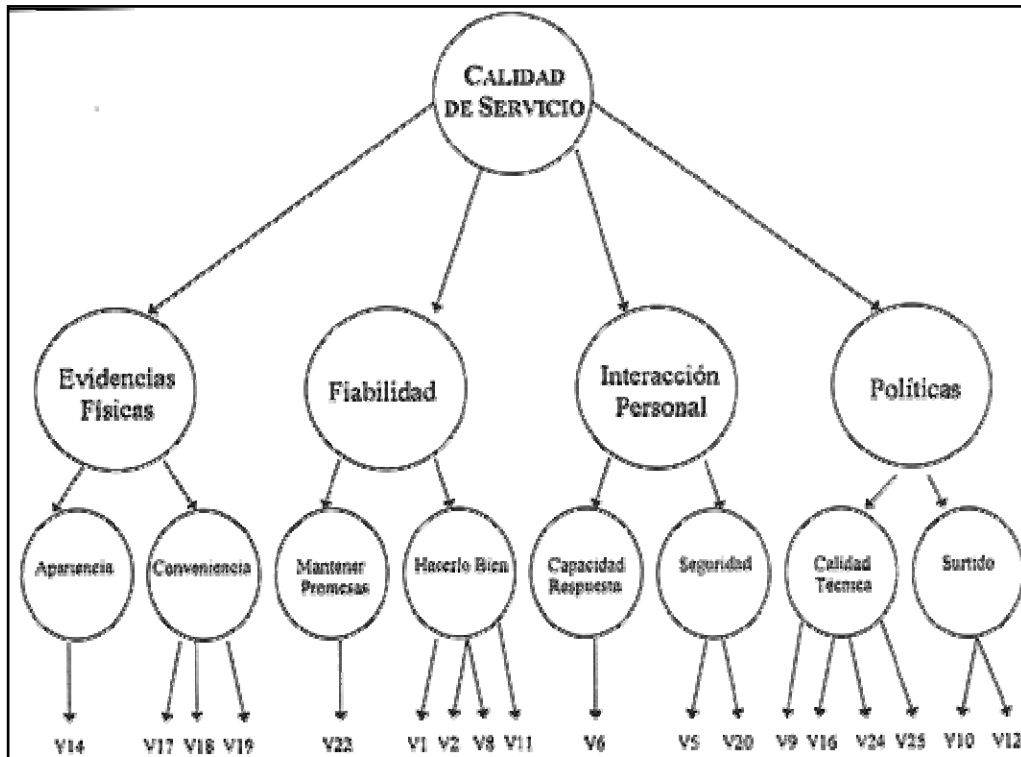 CALIDAD
DE SERVICIO
Evidencias
Físicas
Fiabilidad
Interacción
Personal
Políticas
Apariencia
Conveniencia
Mantener
Promesas
Hacerlo Bien
Capacidad
Respuesta
Seguridad
Calidad
Técnica
Surtido
V14 V17 V18 V19 V22 V1 V2 V8 V11 V6 V5 V20 V9 V16 V24 V25 V10 V12